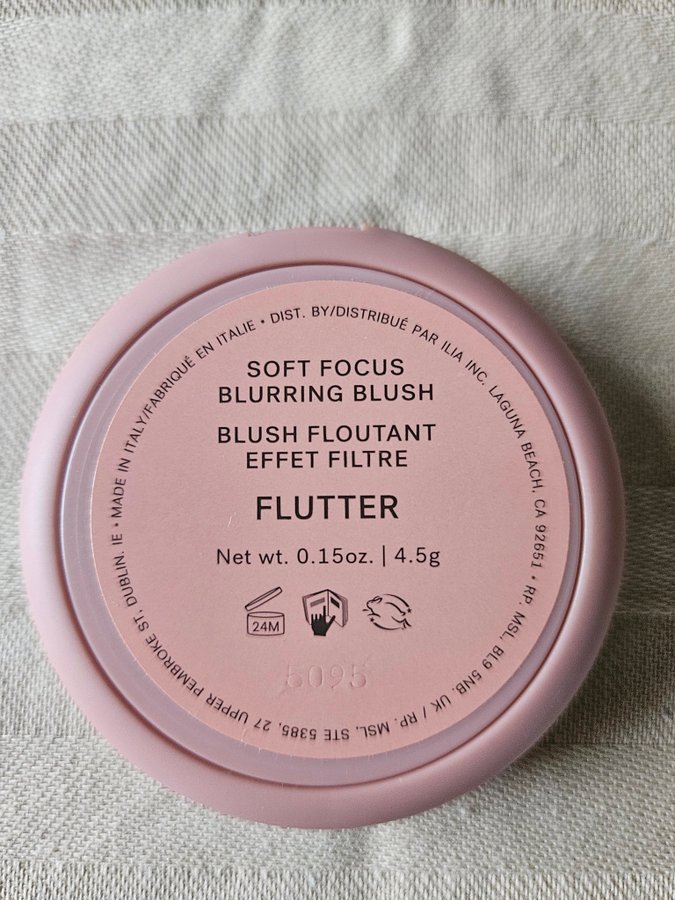 SOFT FOCUS
BLURRING BLUSH
BLUSH FLOUTANT
EFFET FILTRE
FLUTTER
Net wt. 0.15oz. | 4.5g
24M
5095
• MADE IN ITALY/FABRIQUÉ EN ITALIE • DIST. BY/DISTRIBUÉ PAR ILIA INC. LAGUNA BEACH, CA 92651 • RP. MSL, BL9 5NB. UK / RP. MSL, STE 5385, 27 UPPER PEMBROKE ST, DUBLIN. IE